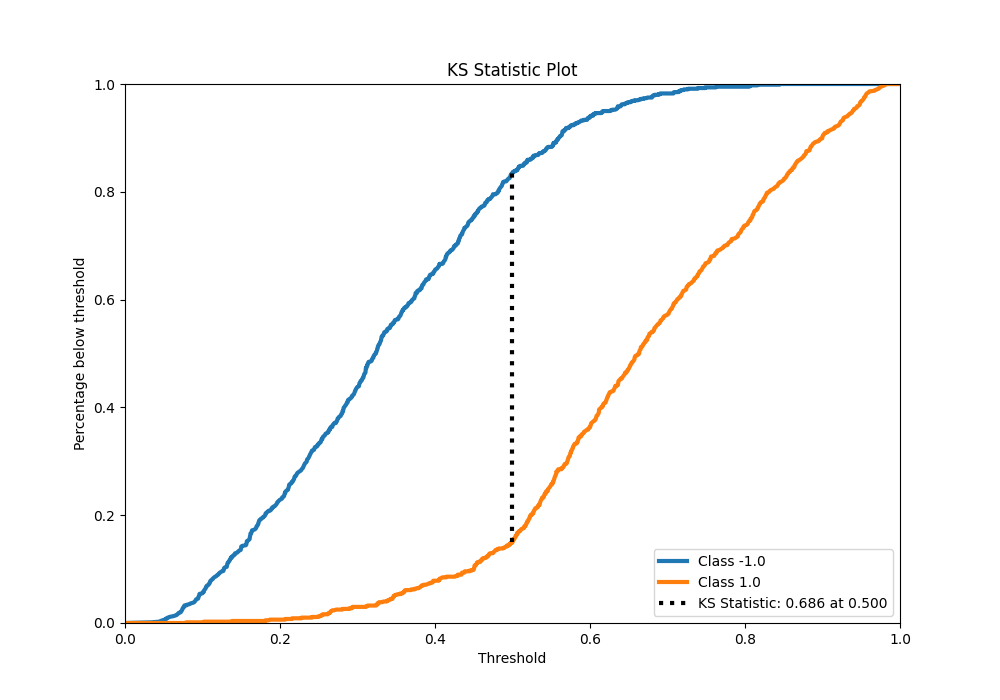 KS Statistic Plot
1.0
0.8
0.6
0.4
0.2
0.0
Percentage below threshold
0.0 0.2 0.4 0.6 0.8 1.0
Threshold
Class -1.0
Class 1.0
KS Statistic: 0.686 at 0.500